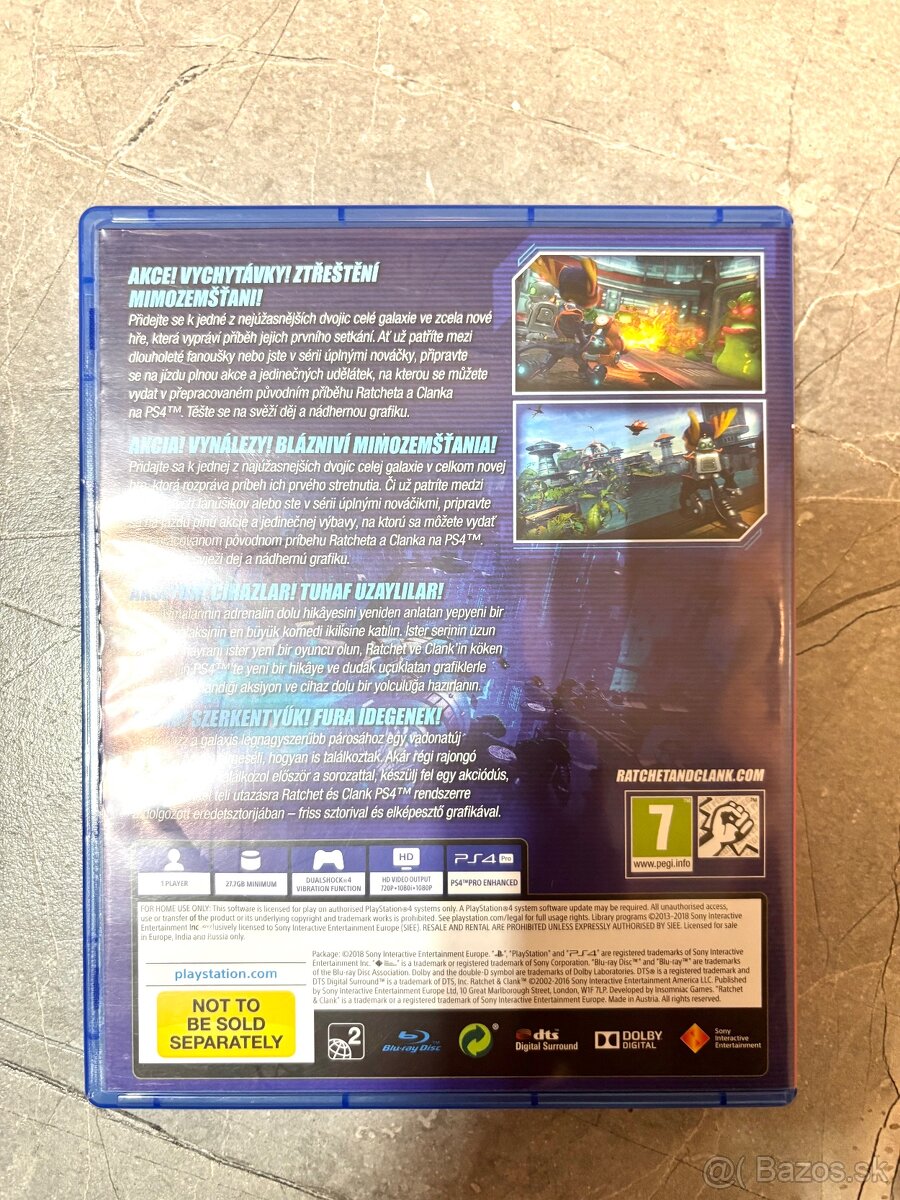 AKCE! VYCHYTÁVKY! ZTŘEŠTĚNÍ
MIMOZEMŠŤANI!
Přidejte se k jedné z nejúžasnějších dvojic celé galaxie ve zcela nové
hře, která vypráví příběh jejich prvního setkání. Ať už patříte mezi
dlouholeté fanoušky nebo jste v sérii úplnými nováčky, připravte
se na jízdu plnou akce a jedinečných udělátek, na kterou se můžete
vydat v přepracovaném původním příběhu Ratcheta a Clanka
na PS4™. Těšte se na svěží děj a nádhernou grafiku.
AKCIA! VYNÁLEZY! BLÁZNIVÍ MIMOZEMŠŤANIA!
Pridajte sa k jednej z najúžasnejších dvojíc celej galaxie v celkom novej
hre, ktorá rozpráva príbeh ich prvého stretnutia. Či už patríte medzi
fanúšikov alebo ste v sérii úplnými nováčikmi, pripravte
sa na jazdu plnú akcie a jedinečnej výbavy, na ktorú sa môžete vydať
v prepracovanom pôvodnom príbehu Ratcheta a Clanka na PS4™.
svieži dej a nádhernú grafiku.
CİHAZLAR! TUHAF UZAYLILAR!
adrenalin dolu hikâyesini yeniden anlatan yepyeni bir
en büyük komedi ikilisine katılın. İster serinin uzun
ister yeni bir oyuncu olun, Ratchet ve Clank'in köken
PS4™'te yeni bir hikâye ve dudak uçuklatan grafiklerle
aksiyon ve cihaz dolu bir yolculuğa hazırlanın.
SZERKENTYŰK! FURA IDEGENEK!
a galaxis legnagyszerűbb párosához egy vadonatúj
hogyan is találkoztak. Akár régi rajongó
először a sorozattal, készülj fel egy akciódús,
teli utazásra Ratchet és Clank PS4™ rendszerre
átdolgozott eredetsztorijában – friss sztorival és elképesztő grafikával.
RATCHETANDCLANK.COM
7
www.pegi.info
HD
PS4 Pro
1 PLAYER
27.7GB MINIMUM
DUALSHOCK®4
VIBRATION FUNCTION
HD VIDEO OUTPUT
720P•1080i•1080P
PS4™PRO ENHANCED
FOR HOME USE ONLY: This software is licensed for play on authorised PlayStation®4 systems only. A PlayStation®4 system software update may be required. All unauthorised access,
use or transfer of the product or its underlying copyright and trademark works is prohibited. See playstation.com/legal for full usage rights. Library programs ©2013-2018 Sony Interactive
Entertainment Inc. exclusively licensed to Sony Interactive Entertainment Europe (SIEE). RESALE AND RENTAL ARE PROHIBITED UNLESS EXPRESSLY AUTHORISED BY SIEE. Licensed for sale
in Europe, India and Russia only.
Package: ©2018 Sony Interactive Entertainment Europe. "PS", "PlayStation" and "PS4" are registered trademarks of Sony Interactive
Entertainment Inc. is a trademark or registered trademark of Sony Corporation. "Blu-ray Disc™" and "Blu-ray™" are trademarks of
the Blu-ray Disc Association. Dolby and the double-D symbol are trademarks of Dolby Laboratories. DTS® is a registered trademark and
DTS Digital Surround™ is a trademark of DTS, Inc. Ratchet & Clank™ ©2002-2016 Sony Interactive Entertainment America LLC. Published
by Sony Interactive Entertainment Europe Ltd, 10 Great Marlborough Street, London, W1F 7LP. Developed by Insomniac Games. "Ratchet
& Clank" is a trademark or a registered trademark of Sony Interactive Entertainment Europe. Made in Austria. All rights reserved.
playstation.com
NOT TO
BE SOLD
SEPARATELY
2
Blu-ray Disc™
dts
Digital Surround
DOLBY
DIGITAL
Sony
Interactive
Entertainment
@( Bazos.sk